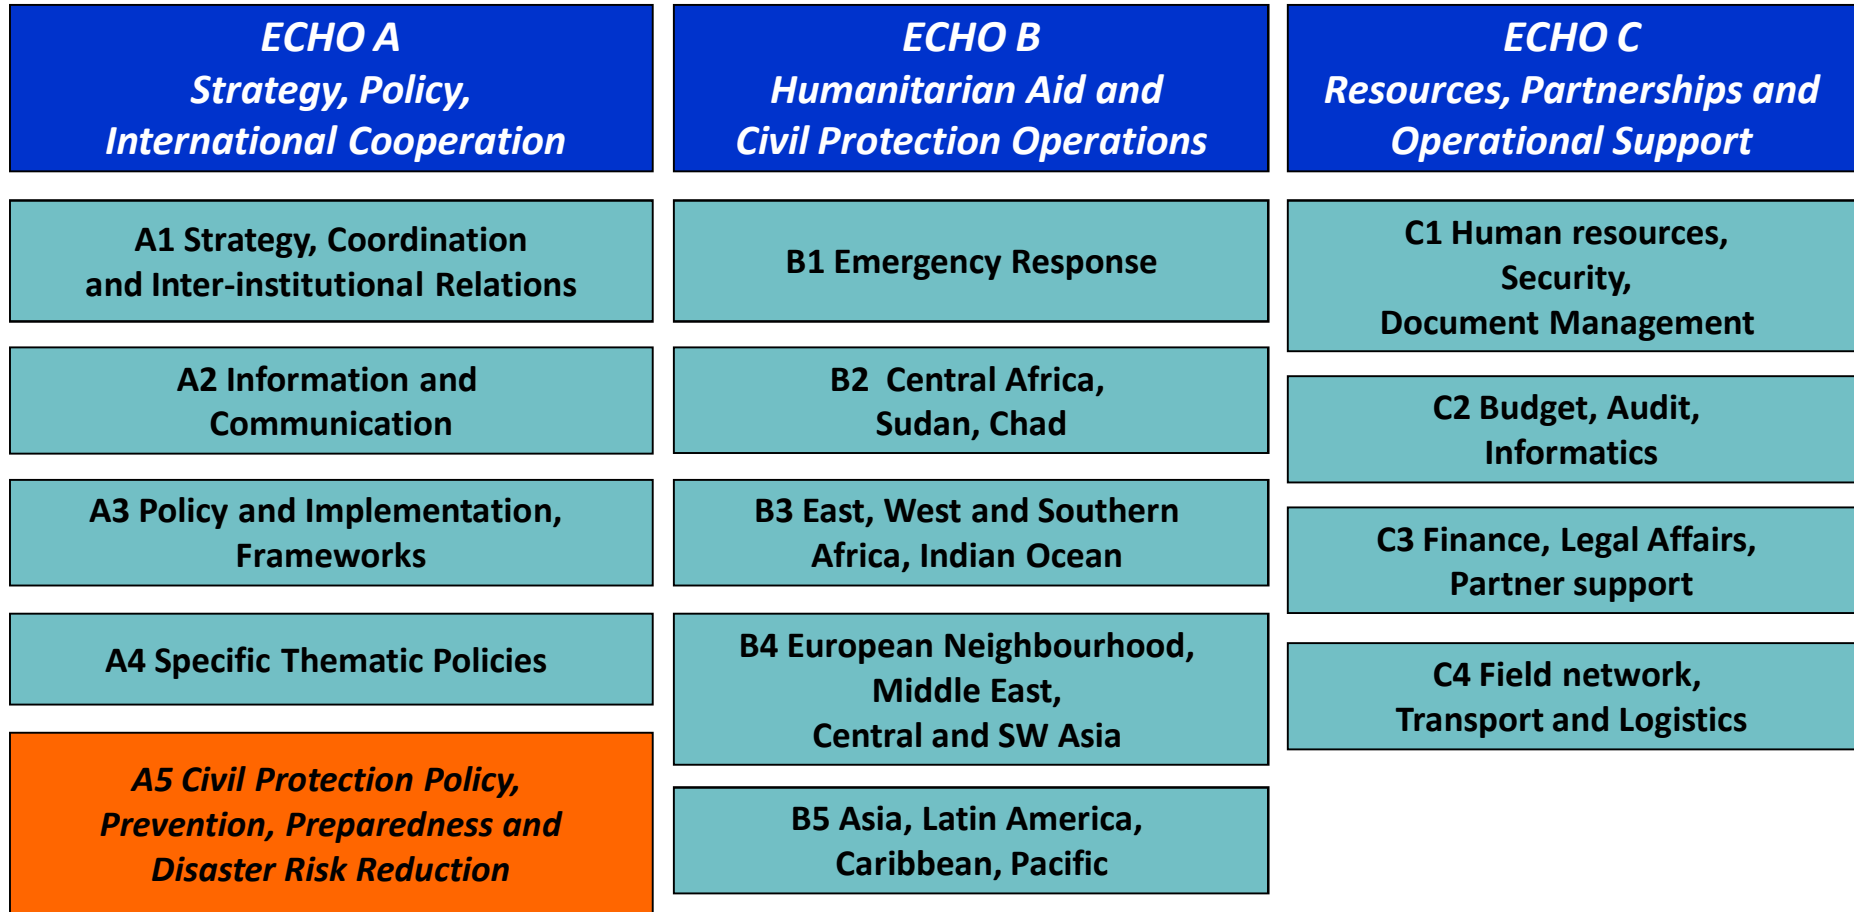 ECHO A
Strategy, Policy,
International Cooperation
A1 Strategy, Coordination
and Inter-institutional Relations
A2 Information and
Communication
A3 Policy and Implementation,
Frameworks
A4 Specific Thematic Policies
A5 Civil Protection Policy,
Prevention, Preparedness and
Disaster Risk Reduction
ECHO B
Humanitarian Aid and
Civil Protection Operations
B1 Emergency Response
B2 Central Africa,
Sudan, Chad
B3 East, West and Southern
Africa, Indian Ocean
B4 European Neighbourhood,
Middle East,
Central and SW Asia
B5 Asia, Latin America,
Caribbean, Pacific
ECHO C
Resources, Partnerships and
Operational Support
C1 Human resources,
Security,
Document Management
C2 Budget, Audit,
Informatics
C3 Finance, Legal Affairs,
Partner support
C4 Field network,
Transport and Logistics